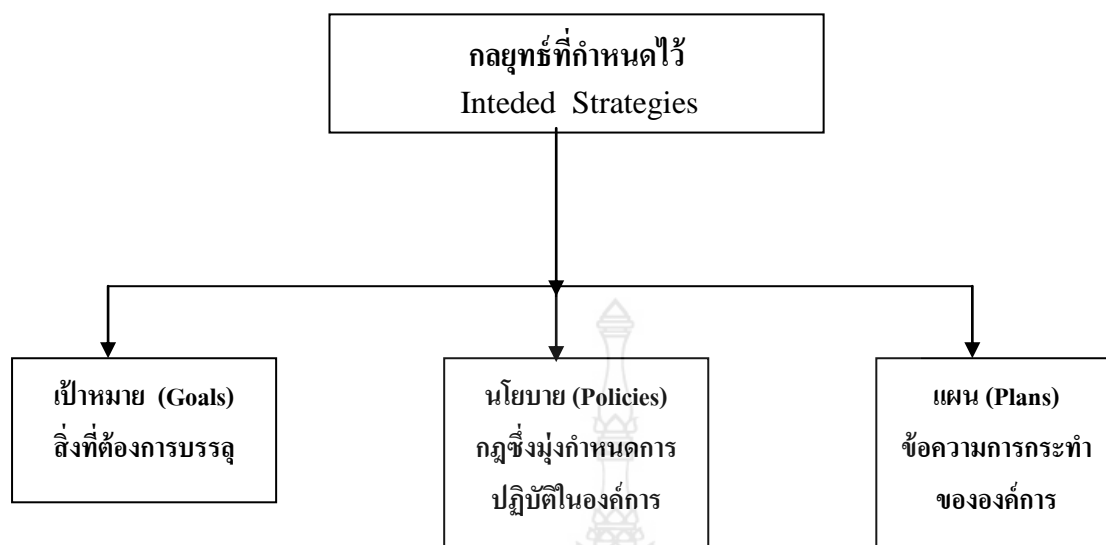 กลยุทธ์ที่กำหนดไว้
Inteded Strategies
เป้าหมาย (Goals)
สิ่งที่ต้องการบรรลุ
นโยบาย (Policies)
กฎซึ่งมุ่งกำหนดการ
ปฏิบัติในองค์การ
แผน (Plans)
ข้อความการกระทำ
ขององค์การ